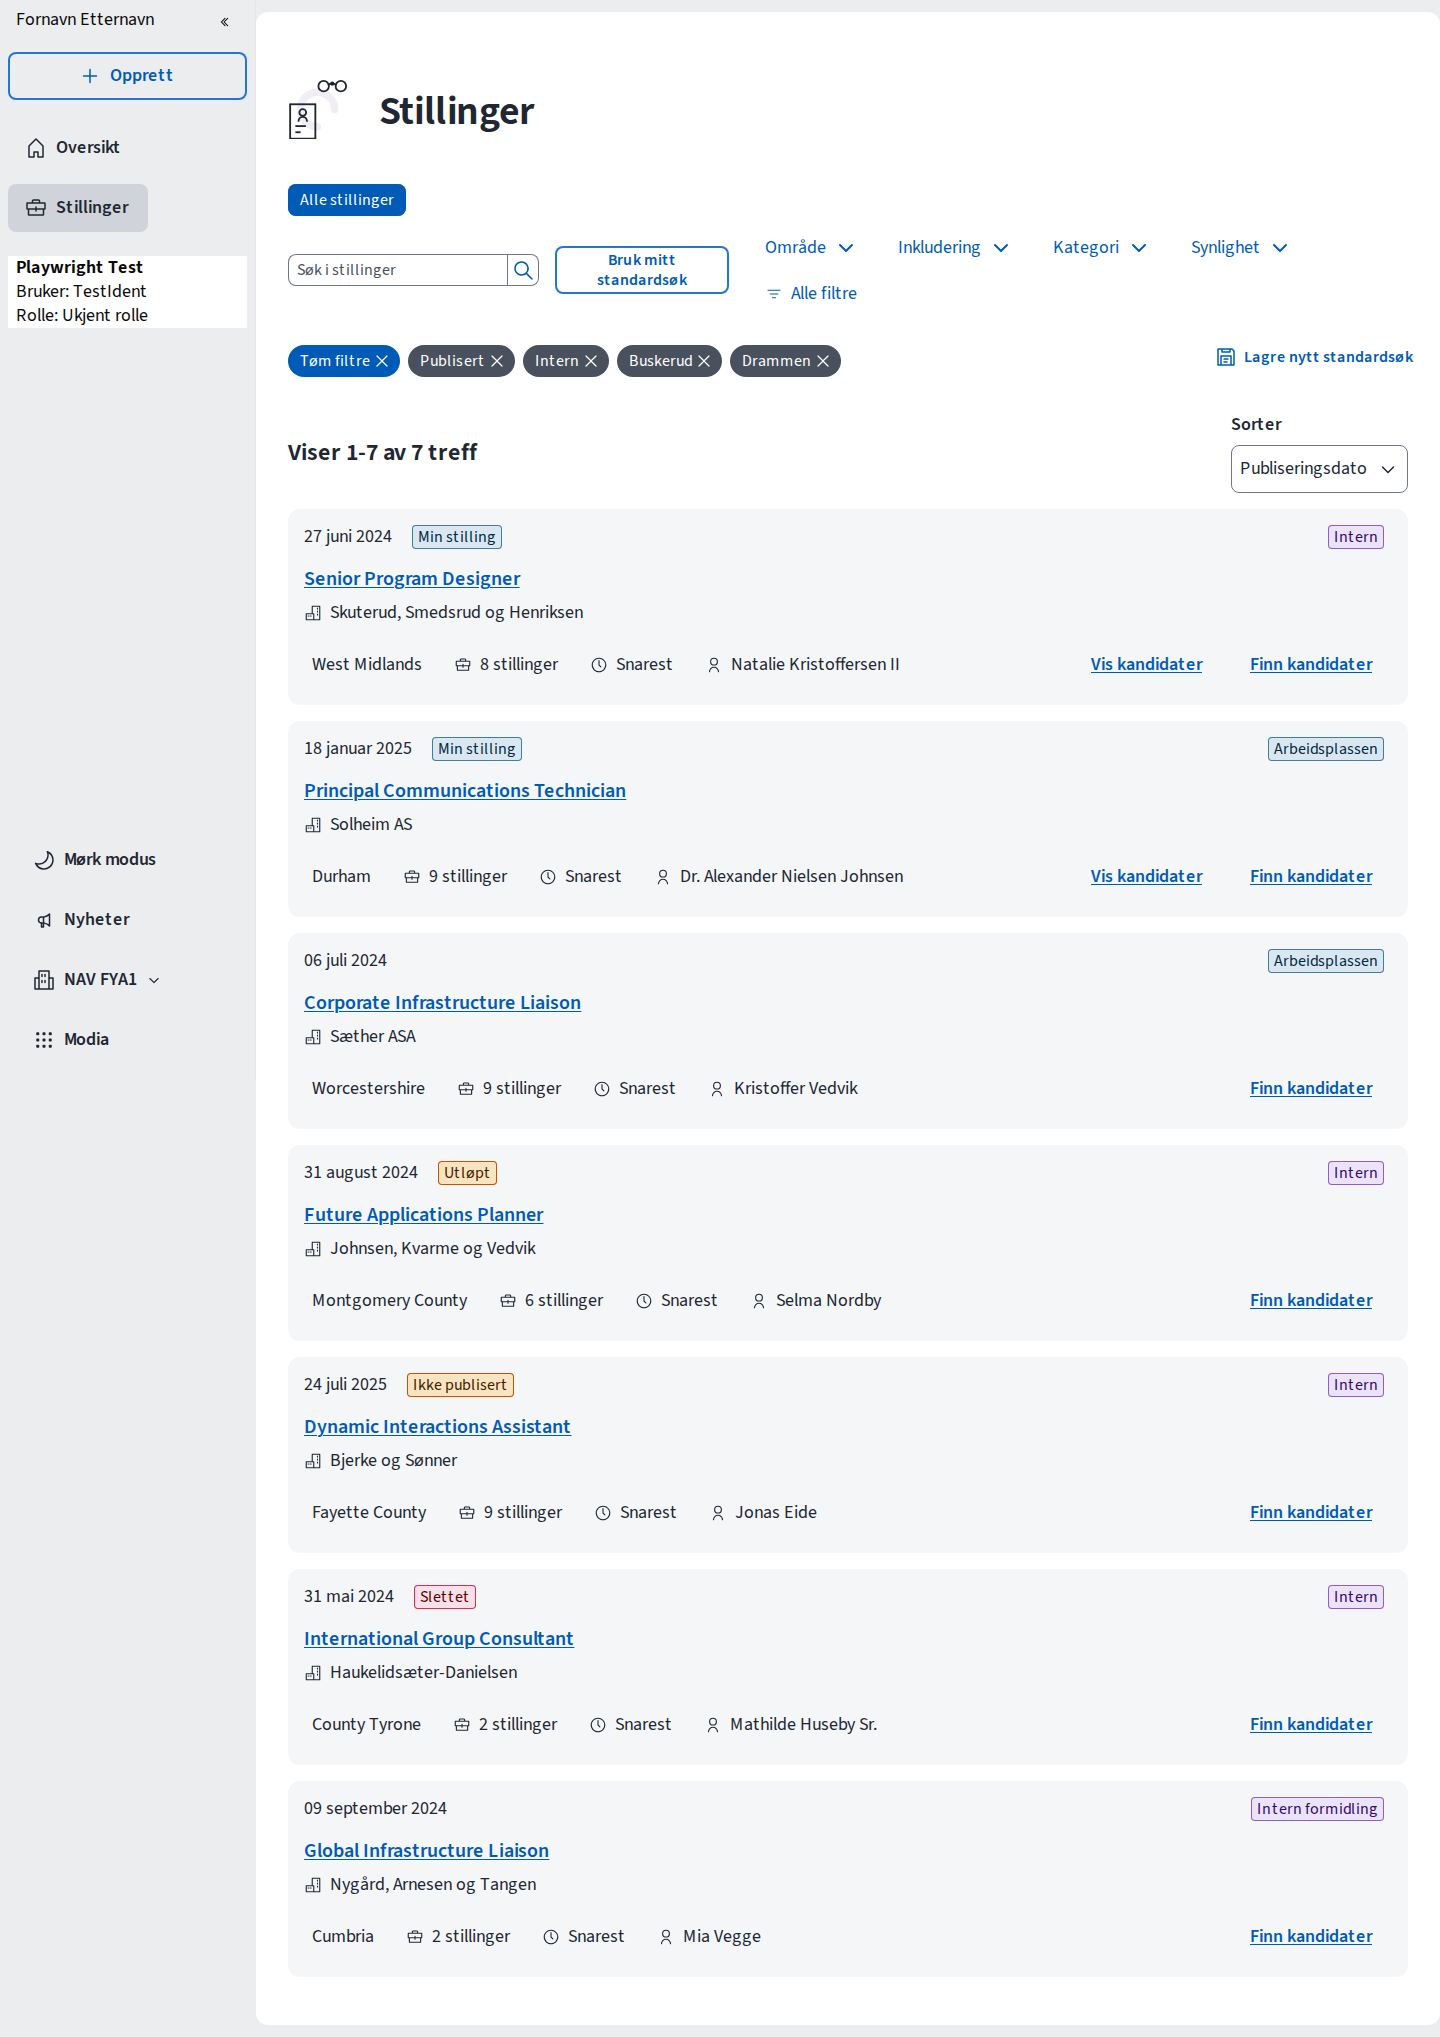 Fornavn Etternavn
Opprett
Oversikt
Stillinger
Playwright Test
Bruker: TestIdent
Rolle: Ukjent rolle
Mørk modus
Nyheter
NAV FYA1
Modia
Stillinger
Alle stillinger
Søk i stillinger
Bruk mitt
standardsøk
Område Inkludering Kategori Synlighet
Alle filtre
Tøm filtre Publisert Intern Buskerud Drammen
Lagre nytt standardsøk
Viser 1-7 av 7 treff
Sorter
Publiseringsdato
27 juni 2024 Min stilling Intern
Senior Program Designer
Skuterud, Smedsrud og Henriksen
West Midlands 8 stillinger Snarest Natalie Kristoffersen II Vis kandidater Finn kandidater
18 januar 2025 Min stilling Arbeidsplassen
Principal Communications Technician
Solheim AS
Durham 9 stillinger Snarest Dr. Alexander Nielsen Johnsen Vis kandidater Finn kandidater
06 juli 2024 Arbeidsplassen
Corporate Infrastructure Liaison
Sæther ASA
Worcestershire 9 stillinger Snarest Kristoffer Vedvik Finn kandidater
31 august 2024 Utløpt Intern
Future Applications Planner
Johnsen, Kvarme og Vedvik
Montgomery County 6 stillinger Snarest Selma Nordby Finn kandidater
24 juli 2025 Ikke publisert Intern
Dynamic Interactions Assistant
Bjerke og Sønner
Fayette County 9 stillinger Snarest Jonas Eide Finn kandidater
31 mai 2024 Slettet Intern
International Group Consultant
Haukelidsæter-Danielsen
County Tyrone 2 stillinger Snarest Mathilde Huseby Sr. Finn kandidater
09 september 2024 Intern formidling
Global Infrastructure Liaison
Nygård, Arnesen og Tangen
Cumbria 2 stillinger Snarest Mia Vegge Finn kandidater